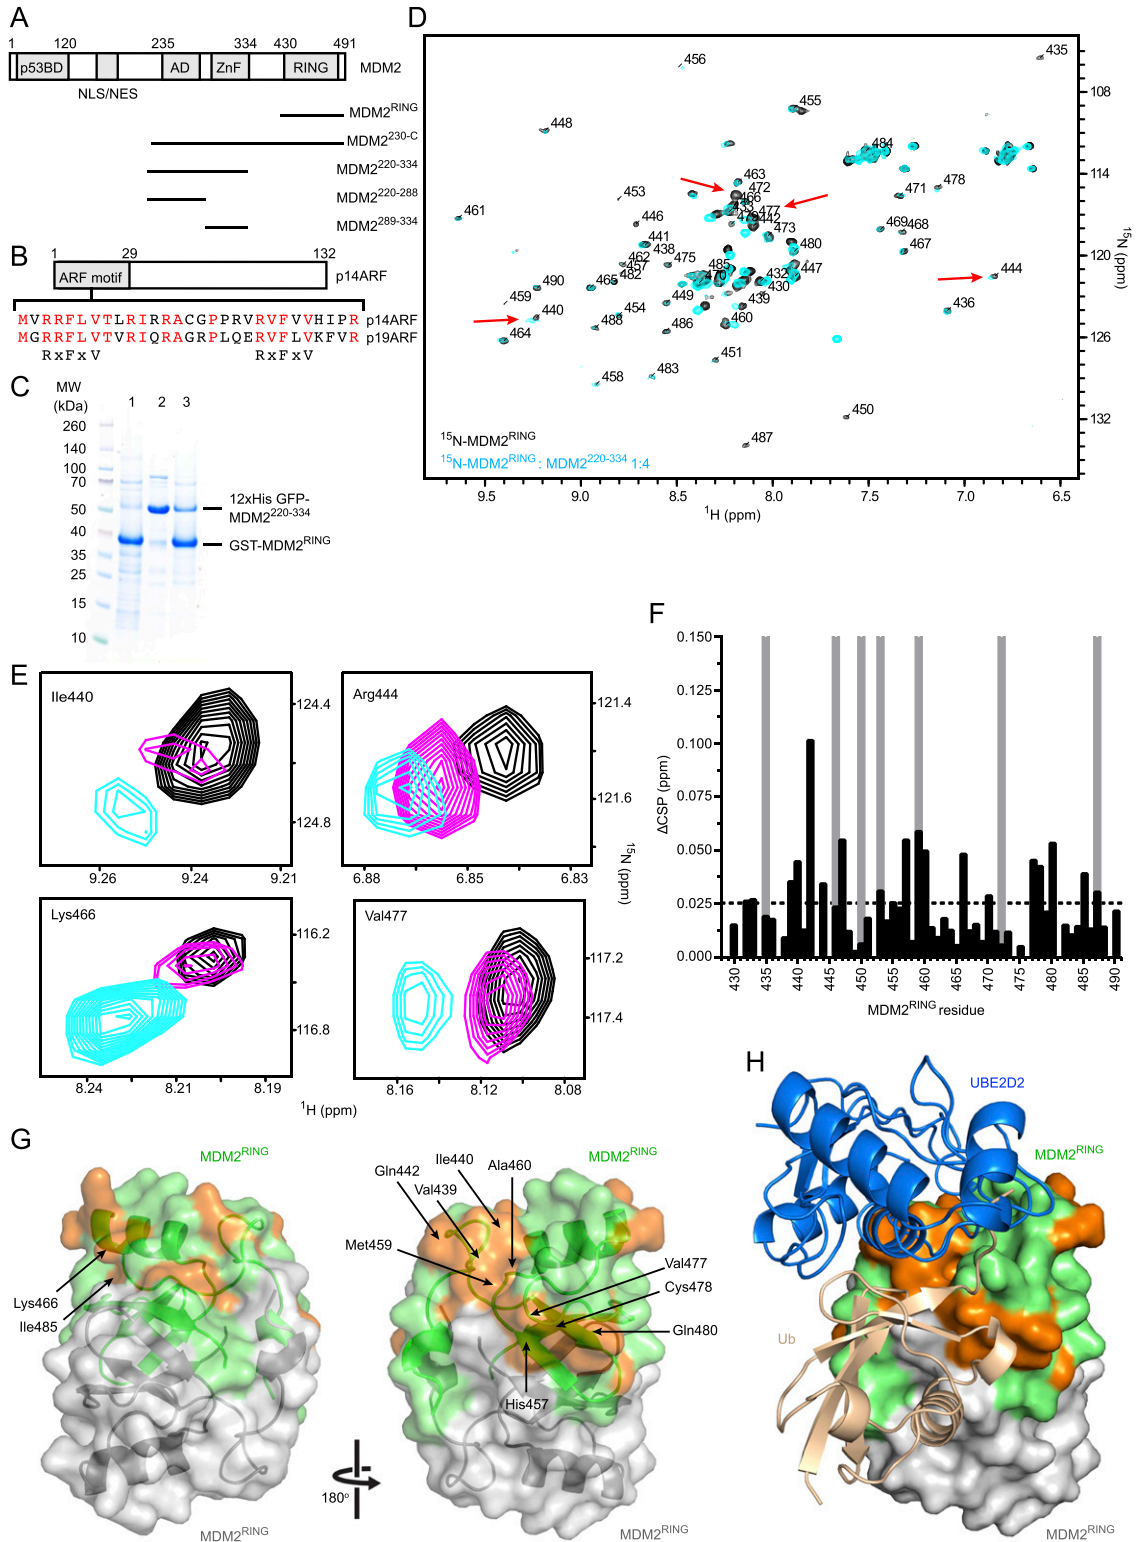 A
1 120 235 334 430 491
p53BD AD ZnF RING MDM2
NLS/NES
MDM2RING
MDM2230-C
MDM2220-334
MDM2220-288
MDM2289-334
B
1 29 132
ARF motif p14ARF
MVRRFLVTLRIRRACGPPRVRVFVVHIPR p14ARF
MGRRFLVTVRIQRAGRPLQERVFLVKFVR p19ARF
RxFxV RxFxV
C
MW
(kDa)
1 2 3
260
140
100
70
50
40
35
25
15
10
12xHis GFP-
MDM2220-334
GST-MDM2RING
D
435
456
455
448
484
463
472
466
433
453
471
478
461
446
479
477
442
473
469
468
441
438
480
467
462
457
475
485
482
470
432
447
444
490
465
430
459
449
439
436
440
454
460
488
486
464
451
458
483
450
487
108
114
120
126
132
15N (ppm)
15N-MDM2RING
15N-MDM2RING: MDM2220-334 1:4
9.5 9.0 8.5 8.0 7.5 7.0 6.5
1H (ppm)
E
Ile440
124.4
124.8
9.26 9.24 9.21
Arg444
121.4
121.6
6.88 6.85 6.83
15N (ppm)
Lys466
116.2
116.8
8.24 8.21 8.19
Val477
117.2
117.4
8.16 8.10 8.08
1H (ppm)
F
0.150
0.125
0.100
0.075
0.050
0.025
0.000
ΔCSP (ppm)
430 435 440 445 450 455 460 465 470 475 480 485 490
MDM2RING residue
G
MDM2RING
Lys466
Ile485
MDM2RING
180o
MDM2RING
Gln442
Ile440
Val439
Ala460
Met459
Val477
Cys478
Gln480
His457
MDM2RING
H
UBE2D2
MDM2RING
Ub
MDM2RING